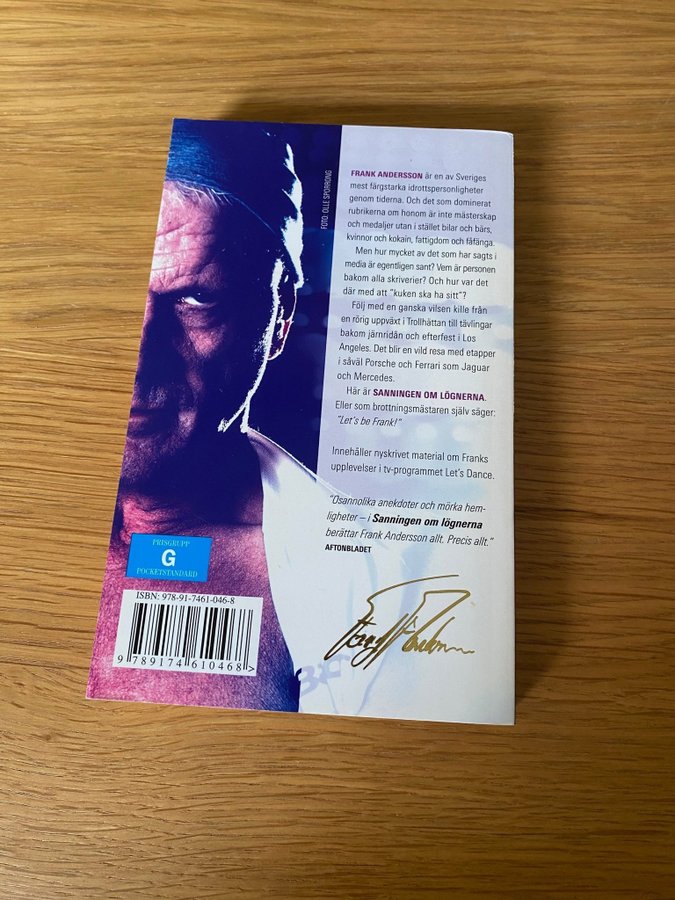 FOTO: OLLE SPORRONG
FRANK ANDERSSON är en av Sveriges
mest färgstarka idrottspersonligheter
genom tiderna. Och det som dominerat
rubrikerna om honom är inte mästerskap
och medaljer utan i stället bilar och bärs,
kvinnor och kokain, fattigdom och fåfänga.
Men hur mycket av det som har sagts i
media är egentligen sant? Vem är personen
bakom alla skriverier? Och hur var det
där med att "kuken ska ha sitt"?
Följ med en ganska vilsen kille från
en rörig uppväxt i Trollhättan till tävlingar
bakom järnridån och efterfest i Los
Angeles. Det blir en vild resa med etapper
i såväl Porsche och Ferrari som Jaguar
och Mercedes.
Här är SANNINGEN OM LÖGNERNA.
Eller som brottningsmästaren själv säger:
"Let's be Frank!"
Innehåller nyskrivet material om Franks
upplevelser i tv-programmet Let's Dance.
"Osannolika anekdoter och mörka hem-
ligheter – i Sanningen om lögnerna
berättar Frank Andersson allt. Precis allt."
AFTONBLADET
PRISGRUPP
G
POCKETSTANDARD
ISBN: 978-91-7461-046-8
9 789174 610468 >